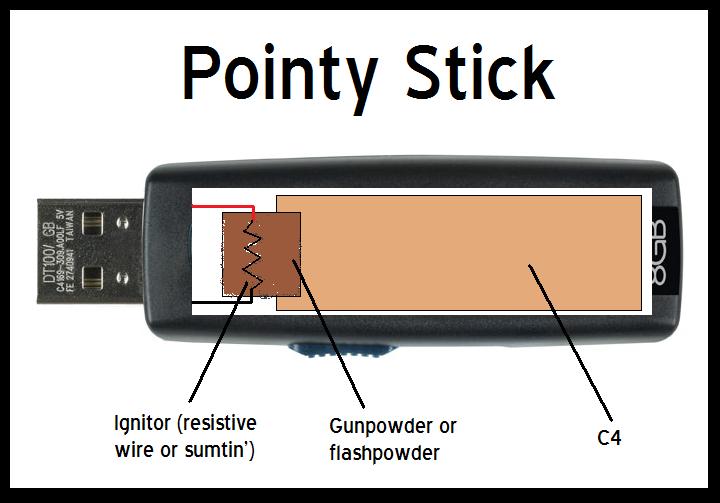 Pointy Stick
DT100/ GB
C4169-309.A00LF 5V
FE 2740941 TAIWAN
8GB
Ignitor (resistive
wire or sumtin')
Gunpowder or
flashpowder
C4